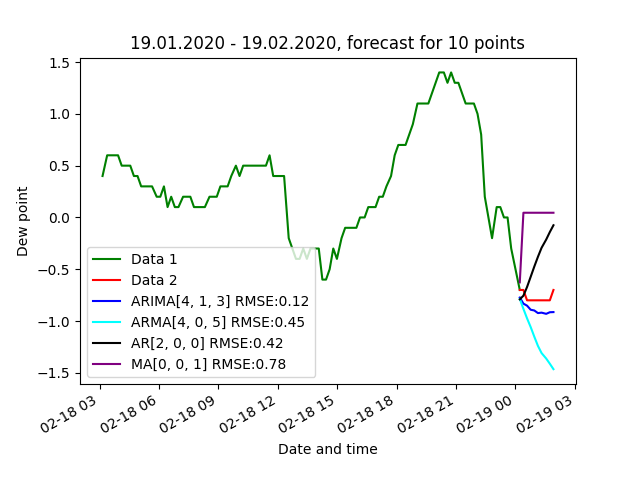 19.01.2020 - 19.02.2020, forecast for 10 points
1.5
1.0
0.5
0.0
−0.5
−1.0
−1.5
Dew point
Data 1
Data 2
ARIMA[4, 1, 3] RMSE:0.12
ARMA[4, 0, 5] RMSE:0.45
AR[2, 0, 0] RMSE:0.42
MA[0, 0, 1] RMSE:0.78
02-18 03
02-18 06
02-18 09
02-18 12
02-18 15
02-18 18
02-18 21
02-19 00
02-19 03
Date and time